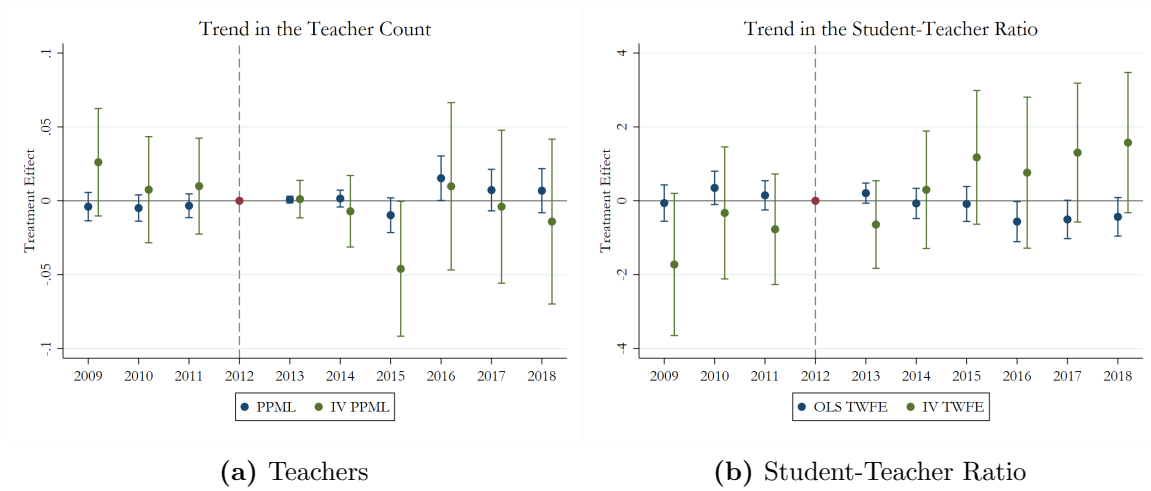 Trend in the Teacher Count
Treatment Effect
.1
.05
0
-.05
-.1
2009 2010 2011 2012 2013 2014 2015 2016 2017 2018
PPML IV PPML
(a) Teachers
Trend in the Student-Teacher Ratio
Treatment Effect
4
2
0
-2
-4
2009 2010 2011 2012 2013 2014 2015 2016 2017 2018
OLS TWFE IV TWFE
(b) Student-Teacher Ratio